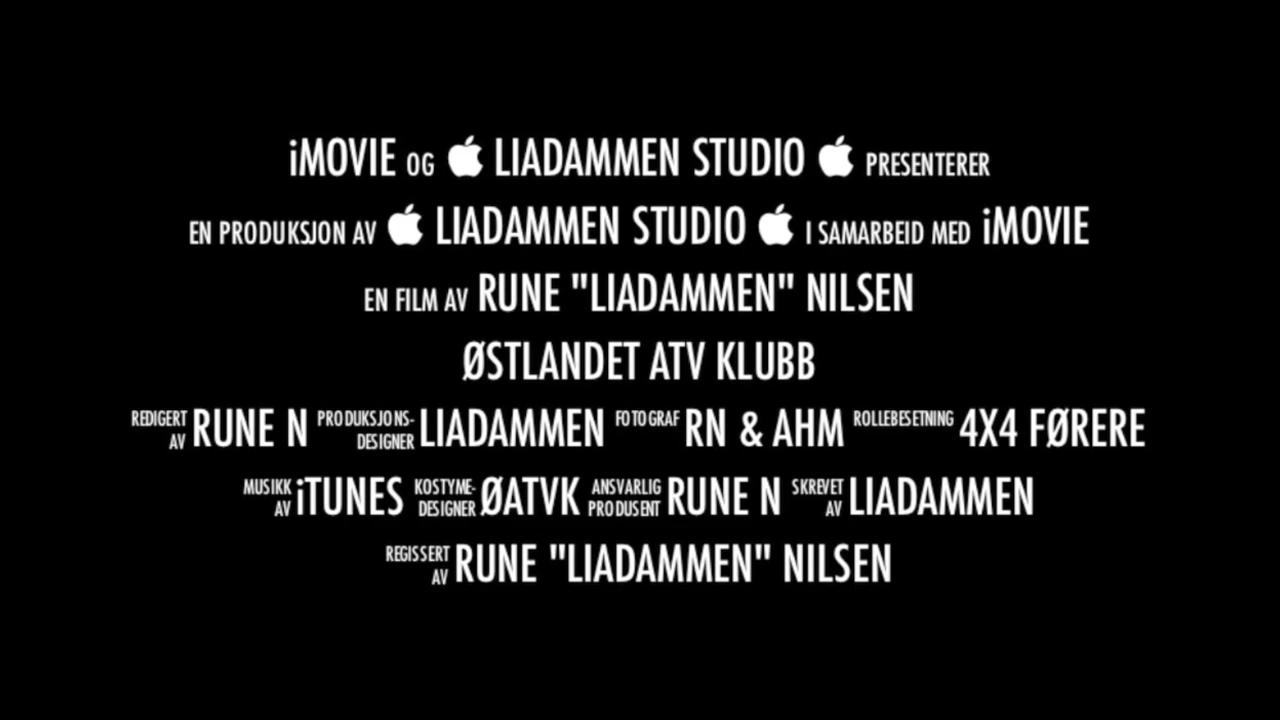 iMOVIE OG  LIADAMMEN STUDIO  PRESENTERER
EN PRODUKSJON AV  LIADAMMEN STUDIO  I SAMARBEID MED iMOVIE
EN FILM AV RUNE "LIADAMMEN" NILSEN
ØSTLANDET ATV KLUBB
REDIGERT AV RUNE N PRODUKSJONS-DESIGNER LIADAMMEN FOTOGRAF RN & AHM ROLLEBESETNING 4X4 FØRERE
MUSIKK AV iTUNES KOSTYME-DESIGNER ØATVK ANSVARLIG PRODUSENT RUNE N SKREVET AV LIADAMMEN
REGISSERT AV RUNE "LIADAMMEN" NILSEN